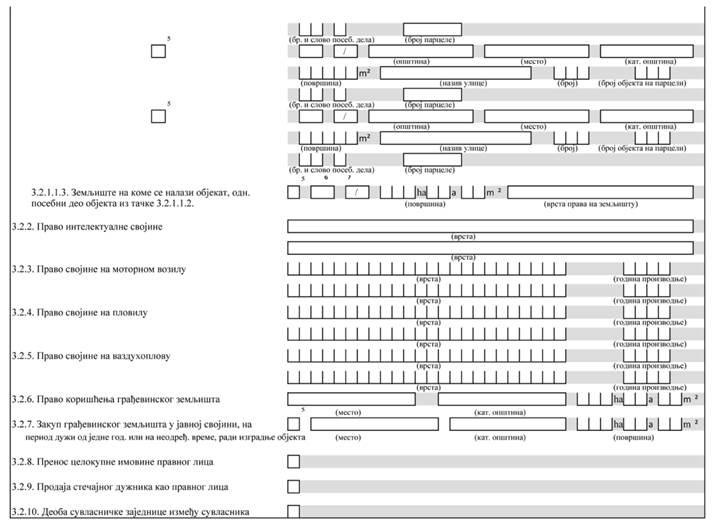 (бр. и слово посеб. дела) (број парцеле)
5 /
(општина) (место) (кат. општина)
m²
(површина) (назив улице) (број) (број објекта на парцели)
(бр. и слово посеб. дела) (број парцеле)
5 /
(општина) (место) (кат. општина)
m²
(површина) (назив улице) (број) (број објекта на парцели)
(бр. и слово посеб. дела) (број парцеле)
5 6 7
3.2.1.1.3. Земљиште на коме се налази објекат, одн. / ha a m²
посебни део објекта из тачке 3.2.1.1.2. (површина) (врста права на земљишту)
3.2.2. Право интелектуалне својине
(врста)
(врста)
3.2.3. Право својине на моторном возилу
(врста) (година производње)
(врста) (година производње)
3.2.4. Право својине на пловилу
(врста) (година производње)
(врста) (година производње)
3.2.5. Право својине на ваздухоплову
(врста) (година производње)
(врста) (година производње)
3.2.6. Право коришћења грађевинског земљишта ha a m²
5 (место) (кат. општина)
3.2.7. Закуп грађевинског земљишта у јавној својини, на ha a m²
период дужи од једне год. или на неодређ. време, ради изградње објекта (место) (кат. општина) (површина)
3.2.8. Пренос целокупне имовине правног лица
3.2.9. Продаја стечајног дужника као правног лица
3.2.10. Деоба сувласничке заједнице између сувласника